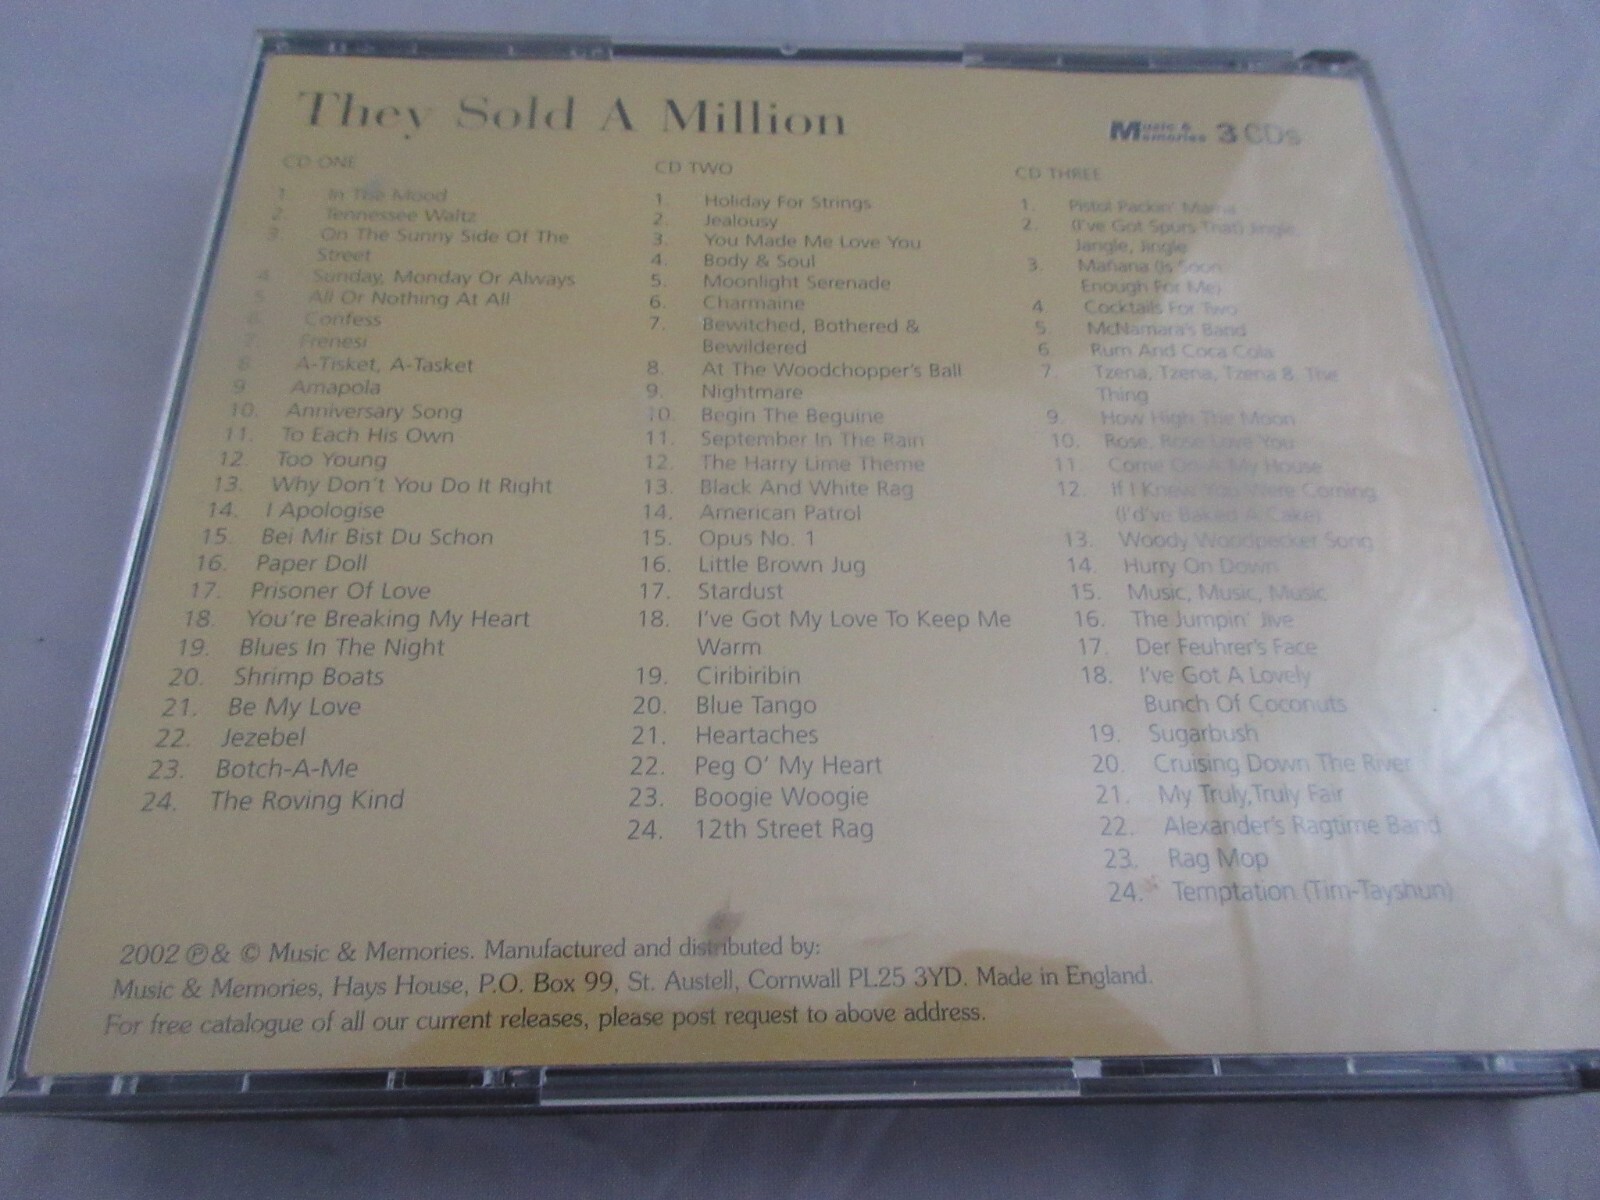 They Sold A Million
Music & Memories 3 CDs
CD ONE
1. In The Mood
2. Tennessee Waltz
3. On The Sunny Side Of The
Street
4. Sunday, Monday Or Always
5. All Or Nothing At All
6. Confess
7. Frenesi
8. A-Tisket, A-Tasket
9. Amapola
10. Anniversary Song
11. To Each His Own
12. Too Young
13. Why Don't You Do It Right
14. I Apologise
15. Bei Mir Bist Du Schon
16. Paper Doll
17. Prisoner Of Love
18. You're Breaking My Heart
19. Blues In The Night
20. Shrimp Boats
21. Be My Love
22. Jezebel
23. Botch-A-Me
24. The Roving Kind
CD TWO
1. Holiday For Strings
2. Jealousy
3. You Made Me Love You
4. Body & Soul
5. Moonlight Serenade
6. Charmaine
7. Bewitched, Bothered &
Bewildered
8. At The Woodchopper's Ball
9. Nightmare
10. Begin The Beguine
11. September In The Rain
12. The Harry Lime Theme
13. Black And White Rag
14. American Patrol
15. Opus No. 1
16. Little Brown Jug
17. Stardust
18. I've Got My Love To Keep Me
Warm
19. Ciribiribin
20. Blue Tango
21. Heartaches
22. Peg O' My Heart
23. Boogie Woogie
24. 12th Street Rag
CD THREE
1. Pistol Packin' Mama
2. (I've Got Spurs That) Jingle,
Jangle, Jingle
3. Mañana (Is Soon
Enough For Me)
4. Cocktails For Two
5. McNamara's Band
6. Rum And Coca Cola
7. Tzena, Tzena, Tzena 8. The
Thing
9. How High The Moon
10. Rose, Rose I Love You
11. Come On A My House
12. If I Knew You Were Coming
(I'd've Baked A Cake)
13. Woody Woodpecker Song
14. Hurry On Down
15. Music, Music, Music
16. The Jumpin' Jive
17. Der Feuhrer's Face
18. I've Got A Lovely
Bunch Of Coconuts
19. Sugarbush
20. Cruising Down The River
21. My Truly,Truly Fair
22. Alexander's Ragtime Band
23. Rag Mop
24. Temptation (Tim-Tayshun)
2002 ℗ & © Music & Memories. Manufactured and distributed by:
Music & Memories, Hays House, P.O. Box 99, St. Austell, Cornwall PL25 3YD. Made in England.
For free catalogue of all our current releases, please post request to above address.